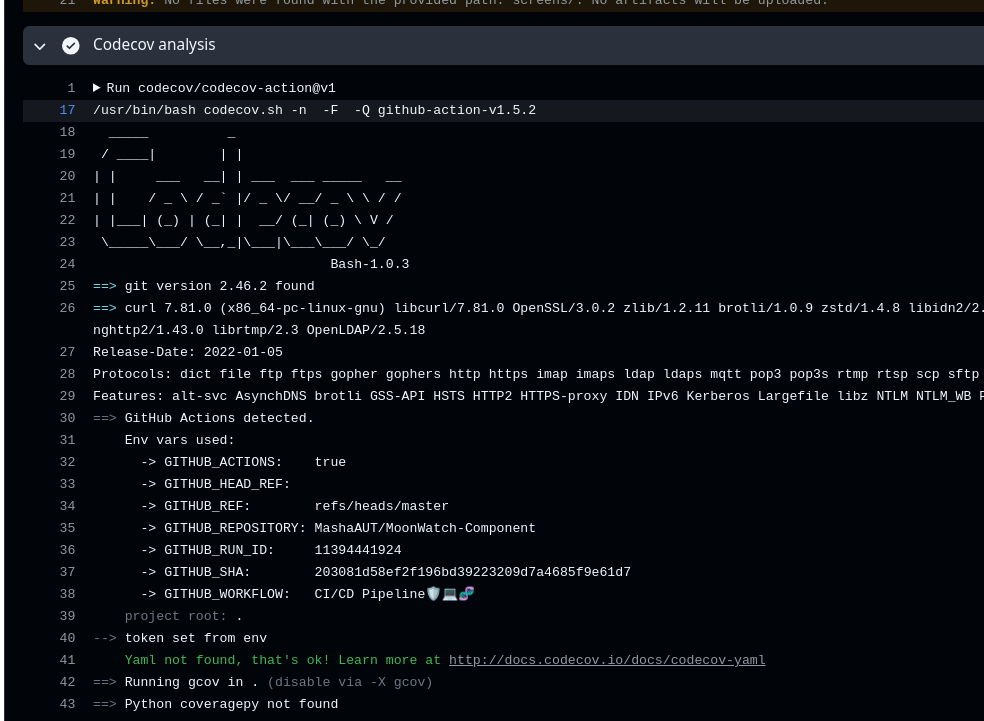 21 Warning: No files were found with the provided path: screens/. No artifacts will be uploaded.
Codecov analysis
1 ▶ Run codecov/codecov-action@v1
17 /usr/bin/bash codecov.sh -n  -F  -Q github-action-v1.5.2
18   _____          _
19  / ____|        | |
20 | |     ___   __| | ___  ___ _____   __
21 | |    / _ \ / _` |/ _ \/ __/ _ \ \ / /
22 | |___| (_) | (_| |  __/ (_| (_) \ V /
23  \_____\___/ \__,_|\___|\___\___/ \_/
24                               Bash-1.0.3
25 ==> git version 2.46.2 found
26 ==> curl 7.81.0 (x86_64-pc-linux-gnu) libcurl/7.81.0 OpenSSL/3.0.2 zlib/1.2.11 brotli/1.0.9 zstd/1.4.8 libidn2/2.
nghttp2/1.43.0 librtmp/2.3 OpenLDAP/2.5.18
27 Release-Date: 2022-01-05
28 Protocols: dict file ftp ftps gopher gophers http https imap imaps ldap ldaps mqtt pop3 pop3s rtmp rtsp scp sftp
29 Features: alt-svc AsynchDNS brotli GSS-API HSTS HTTP2 HTTPS-proxy IDN IPv6 Kerberos Largefile libz NTLM NTLM_WB
30 ==> GitHub Actions detected.
31     Env vars used:
32       -> GITHUB_ACTIONS:    true
33       -> GITHUB_HEAD_REF:
34       -> GITHUB_REF:        refs/heads/master
35       -> GITHUB_REPOSITORY: MashaAUT/MoonWatch-Component
36       -> GITHUB_RUN_ID:     11394441924
37       -> GITHUB_SHA:        203081d58ef2f196bd39223209d7a4685f9e61d7
38       -> GITHUB_WORKFLOW:   CI/CD Pipeline🛡️💻🧬
39     project root: .
40 --> token set from env
41     Yaml not found, that's ok! Learn more at http://docs.codecov.io/docs/codecov-yaml
42 ==> Running gcov in . (disable via -X gcov)
43 ==> Python coveragepy not found